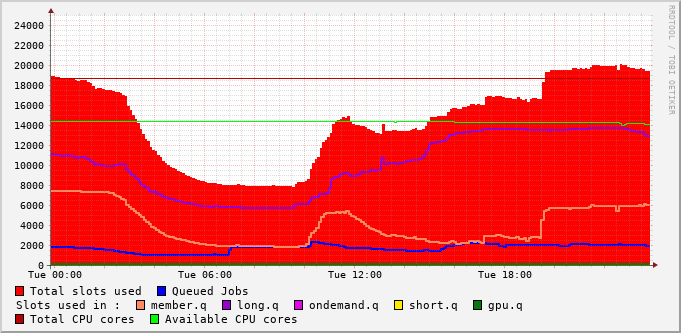 24000
22000
20000
18000
16000
14000
12000
10000
8000
6000
4000
2000
0
Tue 00:00 Tue 06:00 Tue 12:00 Tue 18:00
Total slots used Queued Jobs
Slots used in : member.q long.q ondemand.q short.q gpu.q
Total CPU cores Available CPU cores
RRDTOOL / TOBI OETIKER